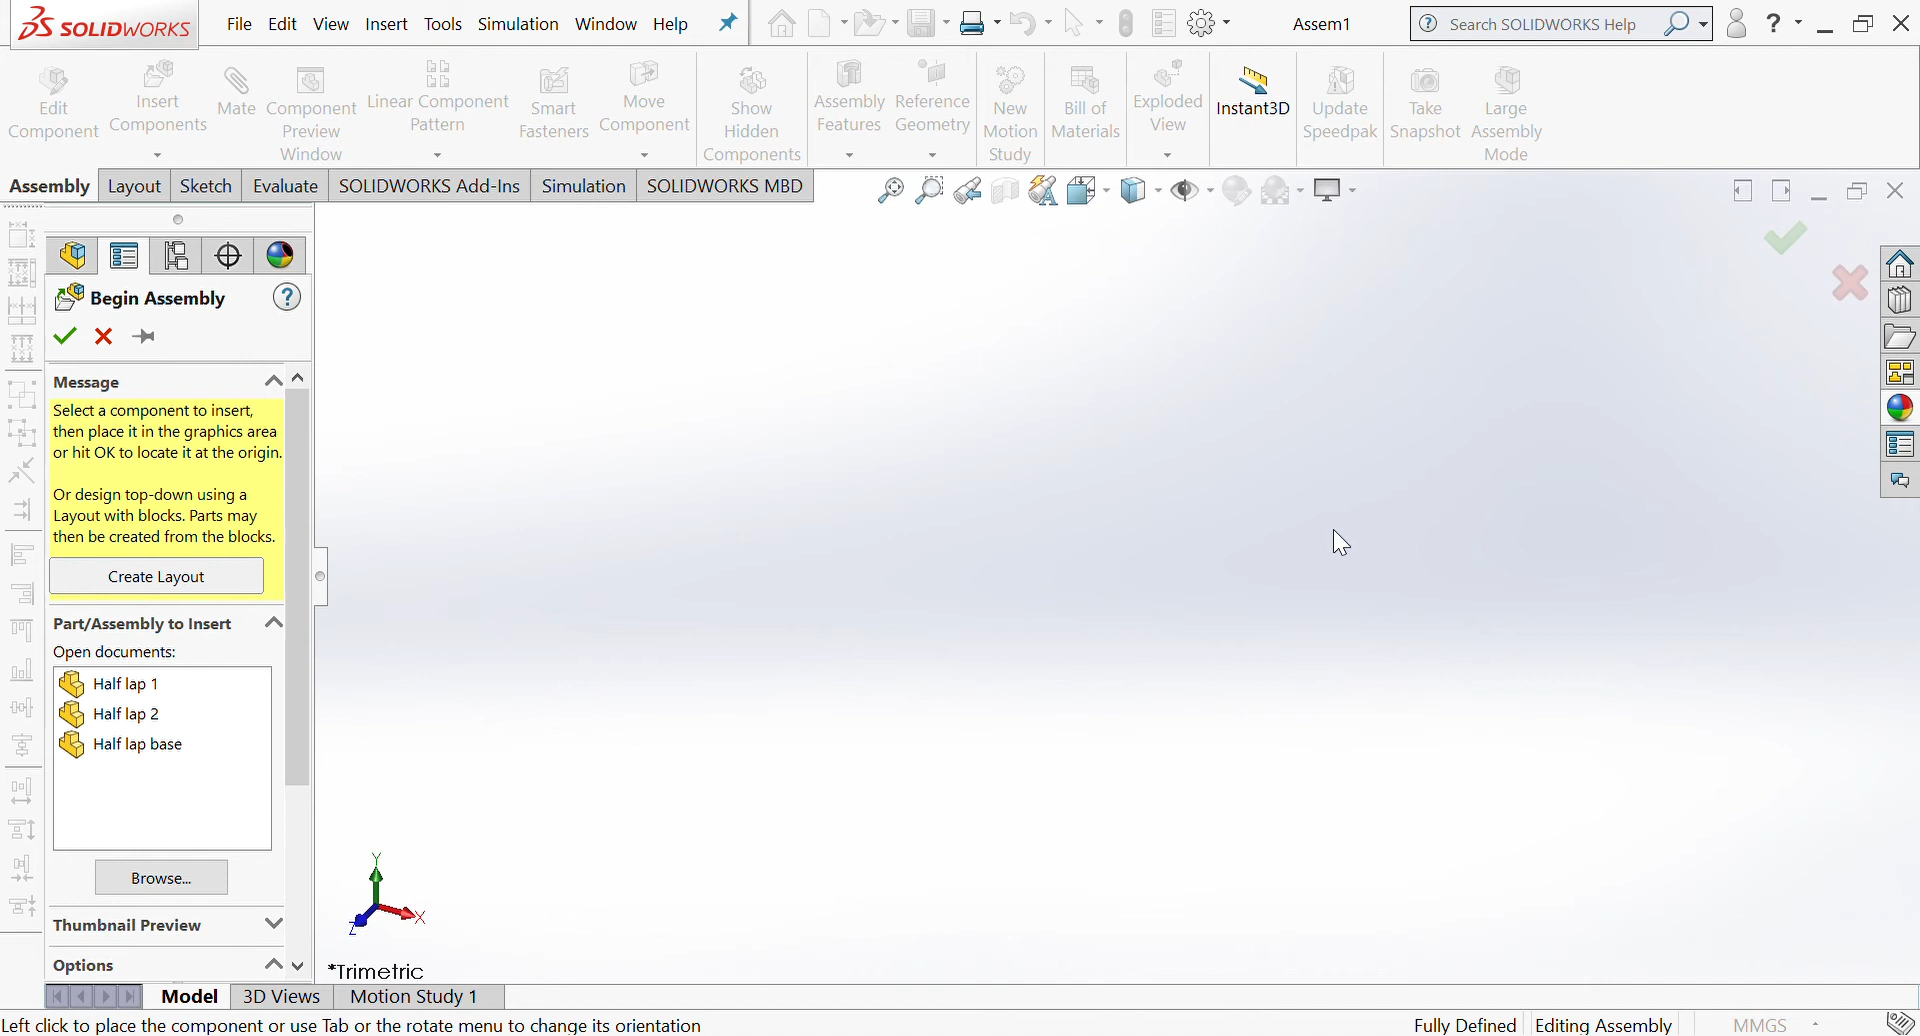 SOLIDWORKS File Edit View Insert Tools Simulation Window Help Assem1 Search SOLIDWORKS Help ?
Edit Component
Insert Components
Mate
Component Preview Window
Linear Component Pattern
Smart Fasteners
Move Component
Show Hidden Components
Assembly Features
Reference Geometry
New Motion Study
Bill of Materials
Exploded View
Instant3D
Update Speedpak
Take Snapshot
Large Assembly Mode
Assembly Layout Sketch Evaluate SOLIDWORKS Add-Ins Simulation SOLIDWORKS MBD
Begin Assembly ?
Message
Select a component to insert,
then place it in the graphics area
or hit OK to locate it at the origin.
Or design top-down using a
Layout with blocks. Parts may
then be created from the blocks.
Create Layout
Part/Assembly to Insert
Open documents:
Half lap 1
Half lap 2
Half lap base
Browse...
Thumbnail Preview
Options
Y
X
Z
*Trimetric
Model 3D Views Motion Study 1
Left click to place the component or use Tab or the rotate menu to change its orientation Fully Defined Editing Assembly MMGS